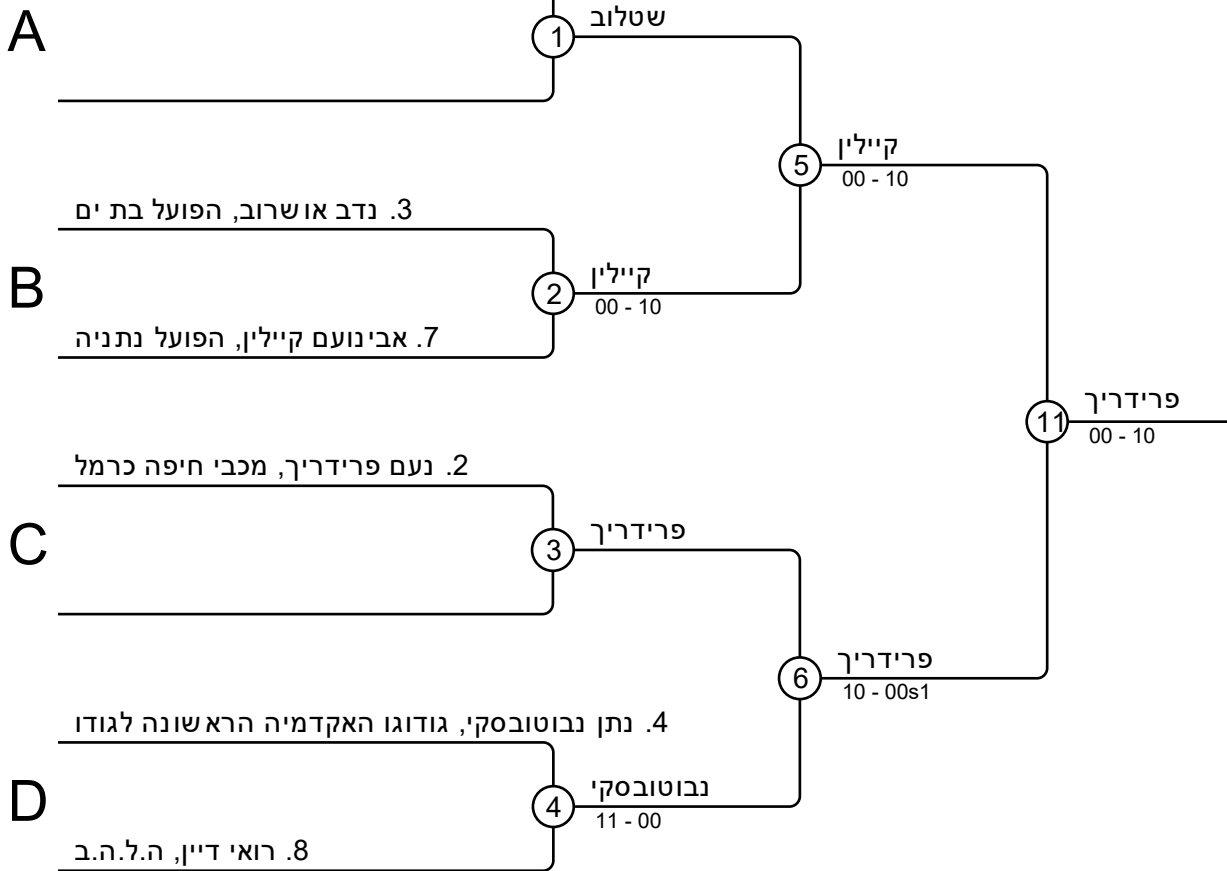 A
1
שטלוב
5
קיילין
00 - 10
3. נדב אושרוב, הפועל בת ים
B
2
קיילין
00 - 10
7. אבינועם קיילין, הפועל נתניה
11
פרידריך
00 - 10
2. נעם פרידריך, מכבי חיפה כרמל
C
3
פרידריך
6
פרידריך
10 - 00s1
4. נתן נבוטובסקי, גודוגו האקדמיה הראשונה לגודו
D
4
נבוטובסקי
11 - 00
8. רואי דיין, ה.ל.ה.ב